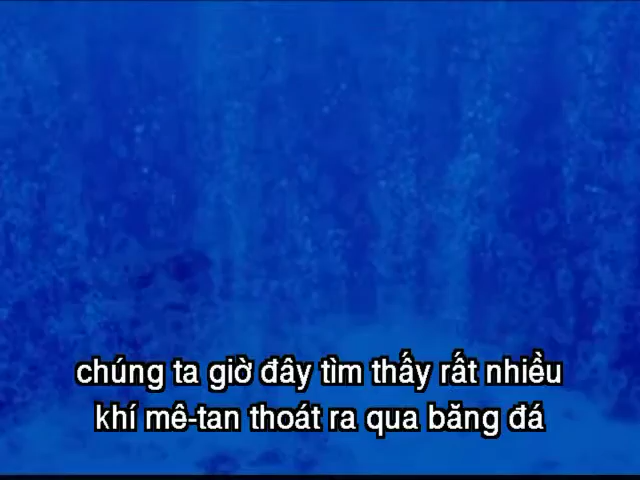 chúng ta giờ đây tìm thấy rất nhiều
khí mê-tan thoát ra qua băng đá